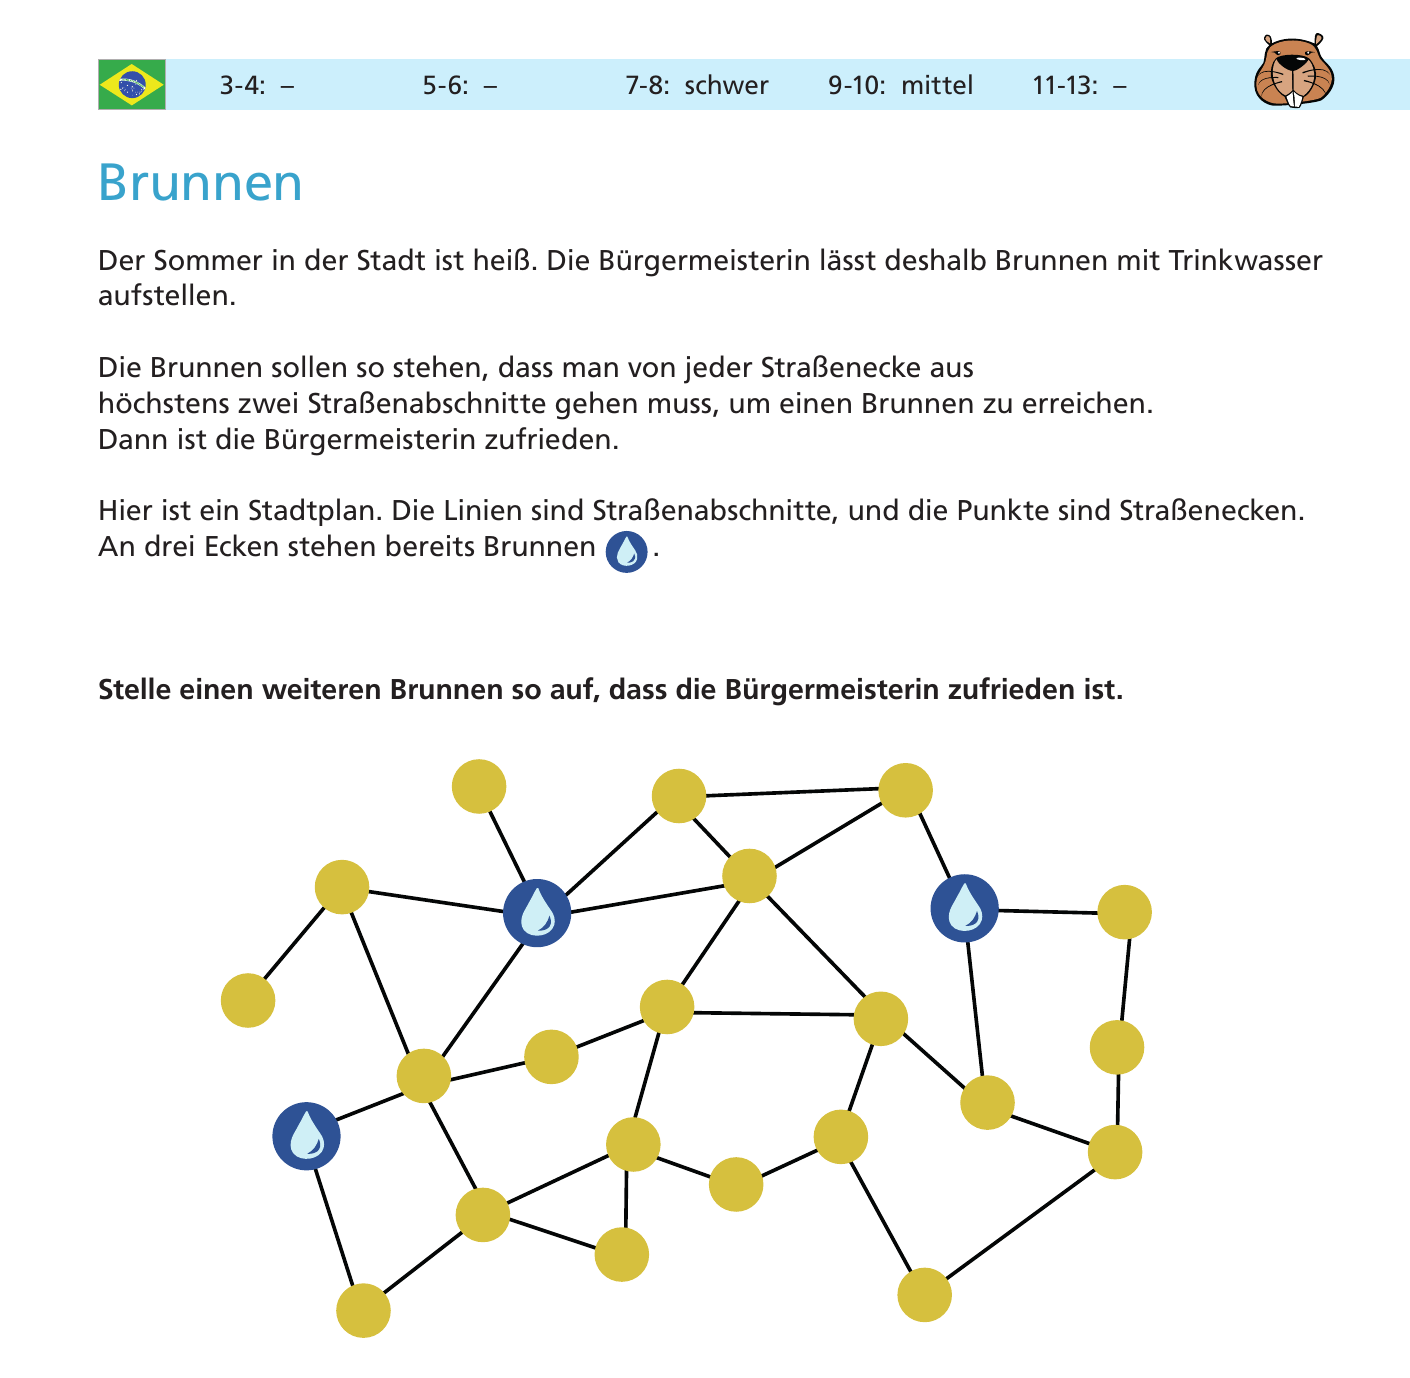 3-4: – 5-6: – 7-8: schwer 9-10: mittel 11-13: –
Brunnen
Der Sommer in der Stadt ist heiß. Die Bürgermeisterin lässt deshalb Brunnen mit Trinkwasser
aufstellen.
Die Brunnen sollen so stehen, dass man von jeder Straßenecke aus
höchstens zwei Straßenabschnitte gehen muss, um einen Brunnen zu erreichen.
Dann ist die Bürgermeisterin zufrieden.
Hier ist ein Stadtplan. Die Linien sind Straßenabschnitte, und die Punkte sind Straßenecken.
An drei Ecken stehen bereits Brunnen .
Stelle einen weiteren Brunnen so auf, dass die Bürgermeisterin zufrieden ist.